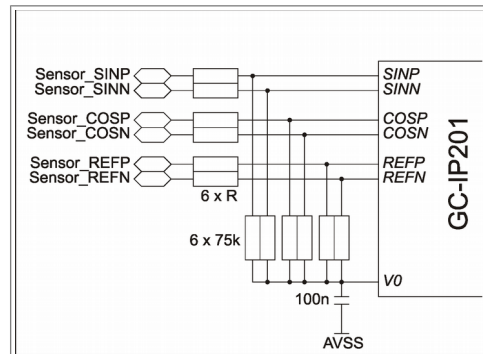 Sensor_SINP
SINP
Sensor_SINN
SINN
Sensor_COSP
COSP
Sensor_COSN
COSN
Sensor_REFP
REFP
Sensor_REFN
REFN
6 x R
6 x 75k
V0
100n
AVSS
GC-IP201